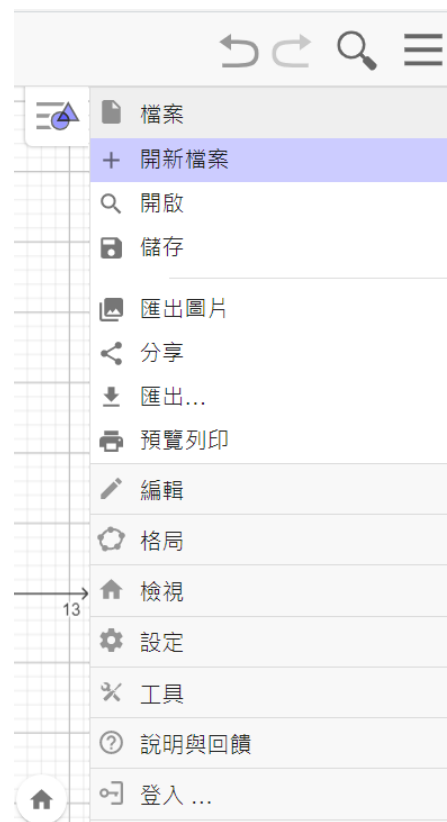 檔案
開新檔案
開啟
儲存
匯出圖片
分享
匯出...
預覽列印
編輯
格局
檢視
13
設定
工具
說明與回饋
登入 ...